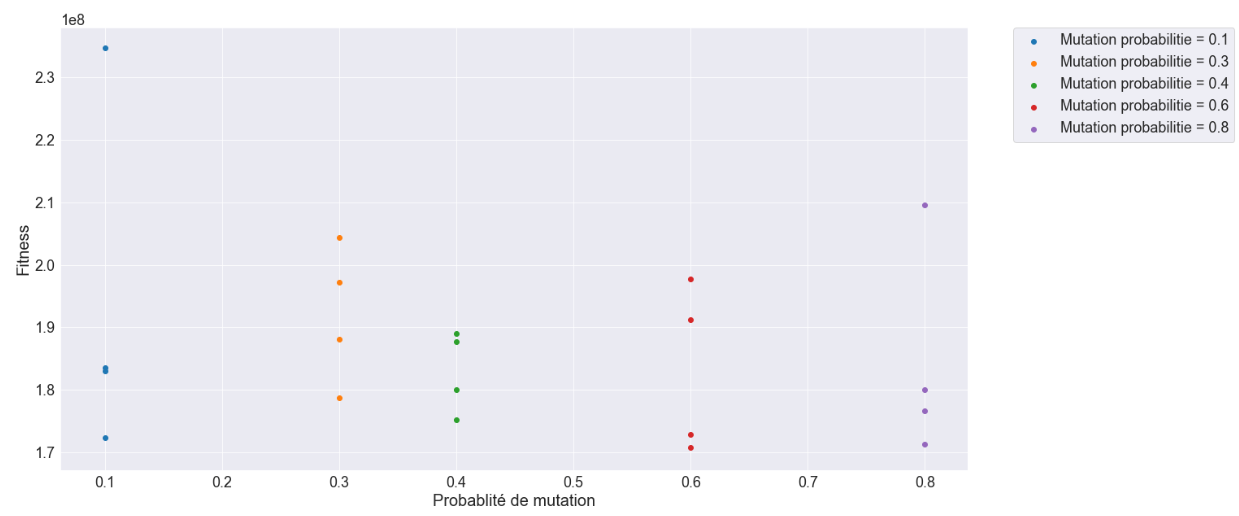 1e8
2.3
2.2
2.1
2.0
1.9
1.8
1.7
Fitness
0.1 0.2 0.3 0.4 0.5 0.6 0.7 0.8
Probablité de mutation
Mutation probabilitie = 0.1
Mutation probabilitie = 0.3
Mutation probabilitie = 0.4
Mutation probabilitie = 0.6
Mutation probabilitie = 0.8